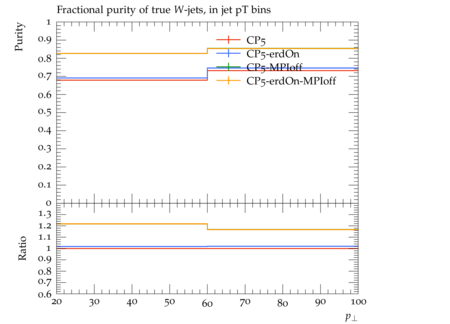 Fractional purity of true W-jets, in jet pT bins
Purity
1
0.9
0.8
0.7
0.6
0.5
0.4
0.3
0.2
0.1
0
CP5
CP5-erdOn
CP5-MPIoff
CP5-erdOn-MPIoff
Ratio
1.3
1.2
1.1
1
0.9
0.8
0.7
0.6
20 30 40 50 60 70 80 90 100
p⊥